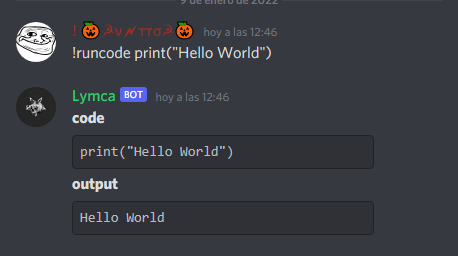 9 de enero de 2022
hoy a las 12:46
!runcode print("Hello World")
Lymca BOT hoy a las 12:46
code
print("Hello World")
output
Hello World